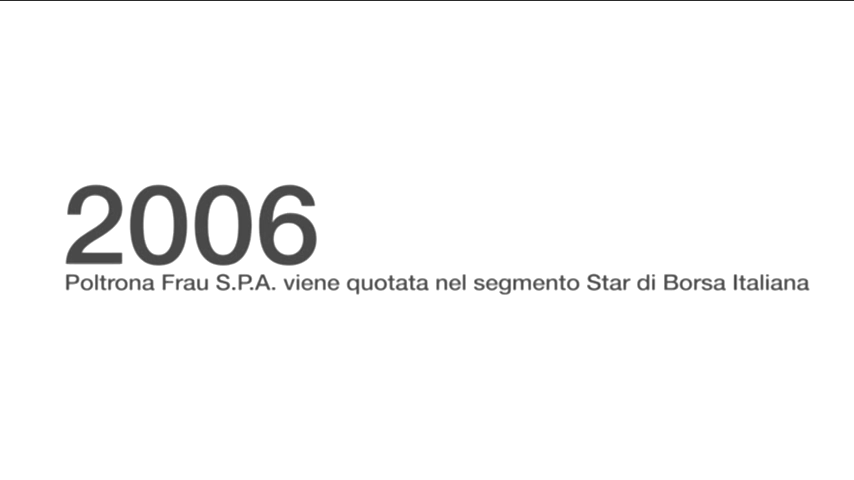 2006
Poltrona Frau S.P.A. viene quotata nel segmento Star di Borsa Italiana